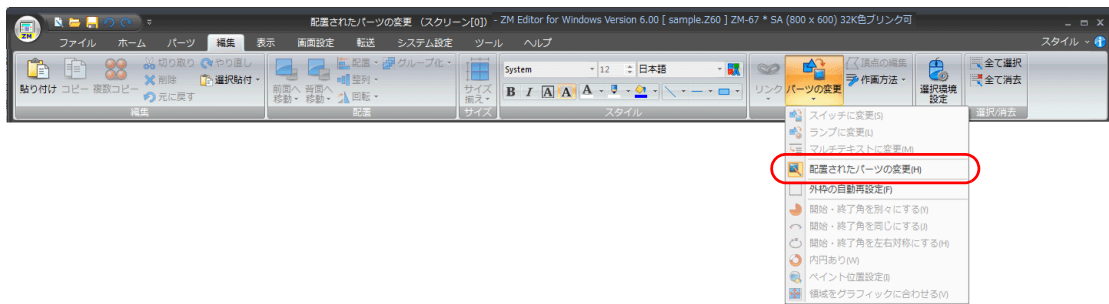 配置されたパーツの変更 （スクリーン[0]） - ZM Editor for Windows Version 6.00 [ sample.Z60 ] ZM-67 * SA (800 x 600) 32K色ブリンク可
ZM
ファイル ホーム パーツ 編集 表示 画面設定 転送 システム設定 ツール ヘルプ スタイル
切り取り やり直し 配置 グループ化 System 12 日本語 頂点の編集 全て選択
貼り付け コピー 複数コピー 削除 選択貼付 前面へ移動 背面へ移動 整列 サイズ揃え リンク パーツの変更 作画方法 選択環境設定 全て消去
元に戻す 回転 B I A A A
編集 配置 サイズ スタイル 選択/消去
スイッチに変更(S)
ランプに変更(L)
マルチテキストに変更(M)
配置されたパーツの変更(H)
外枠の自動再設定(F)
開始・終了角を別々にする(Y)
開始・終了角を同じにする(J)
開始・終了角を左右対称にする(H)
内円あり(W)
ペイント位置設定(I)
領域をグラフィックに合わせる(V)